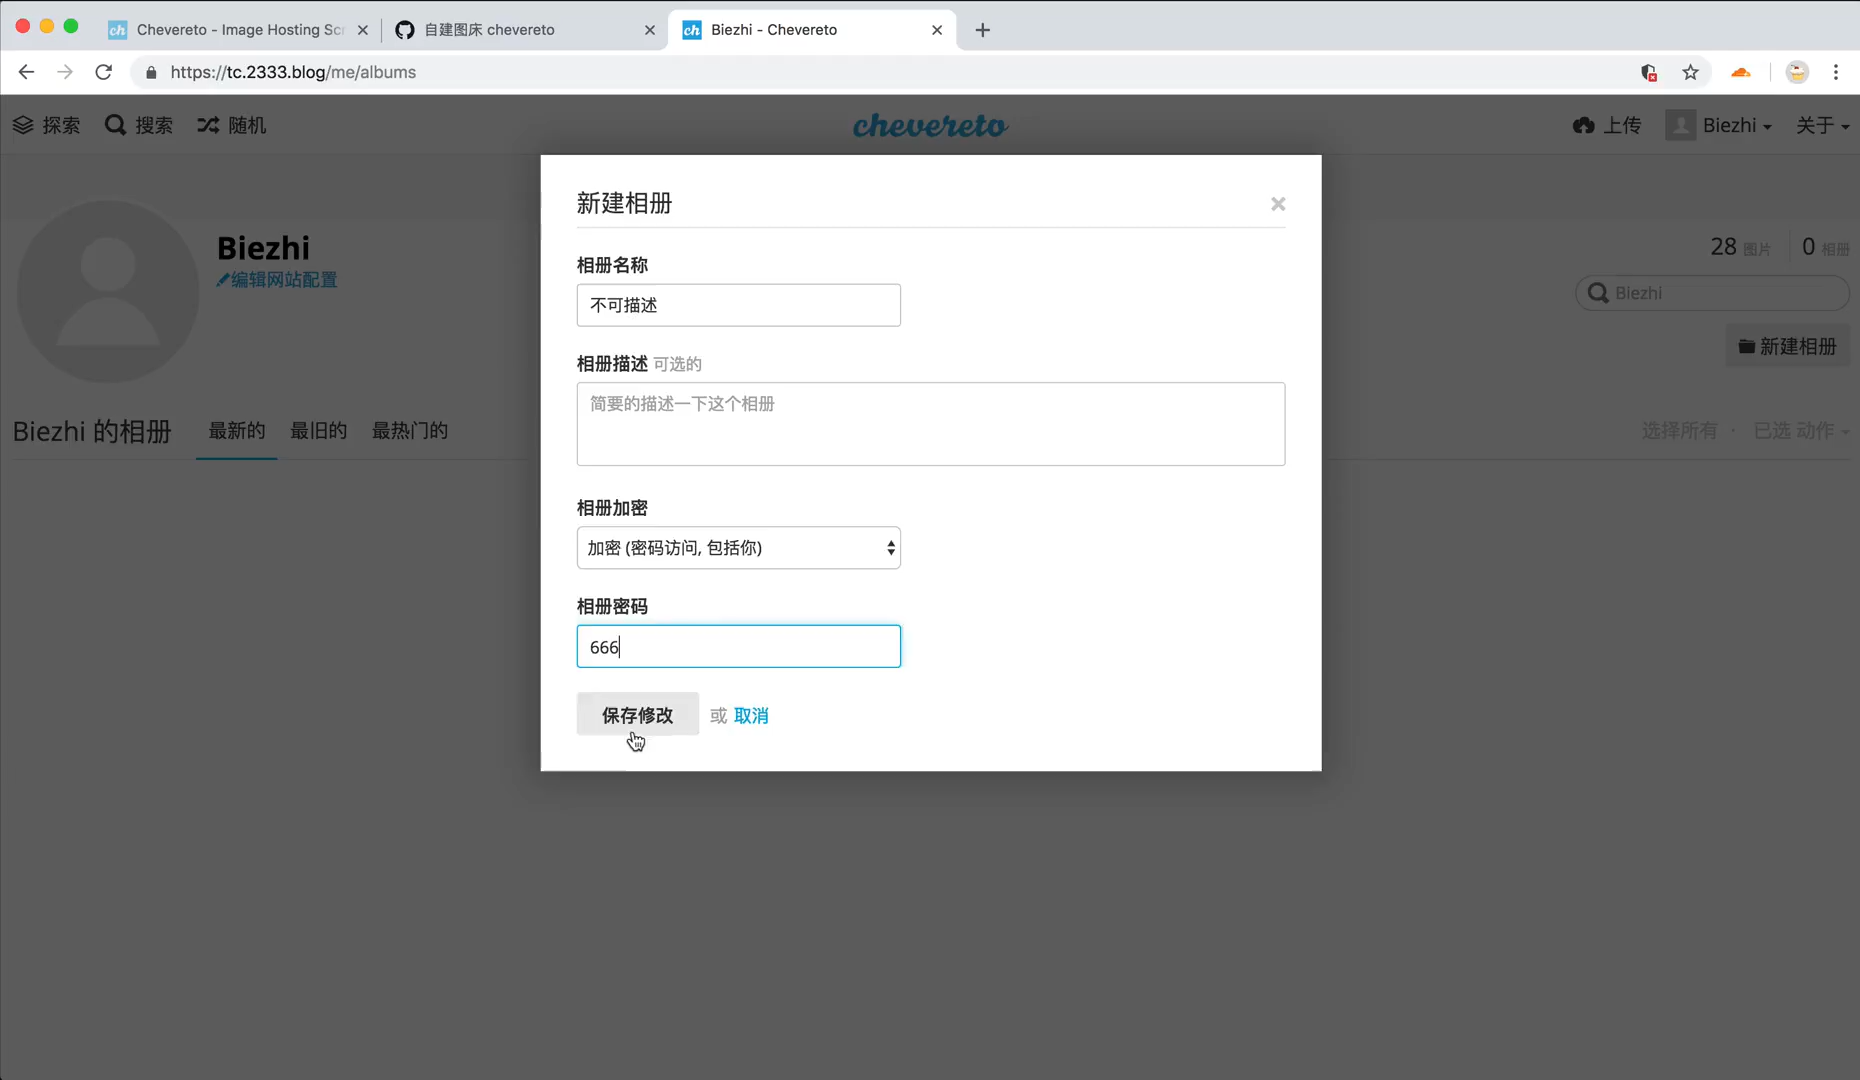 Chevereto - Image Hosting Scr
自建图床 chevereto
Biezhi - Chevereto
https://tc.2333.blog/me/albums
探索 搜索 随机
chevereto
上传 Biezhi 关于
新建相册
Biezhi
编辑网站配置
28 图片 0 相册
Biezhi
新建相册
相册名称
不可描述
相册描述 可选的
简要的描述一下这个相册
Biezhi 的相册 最新的 最旧的 最热门的
选择所有 · 已选 动作
相册加密
加密 (密码访问, 包括你)
相册密码
666
保存修改 或 取消